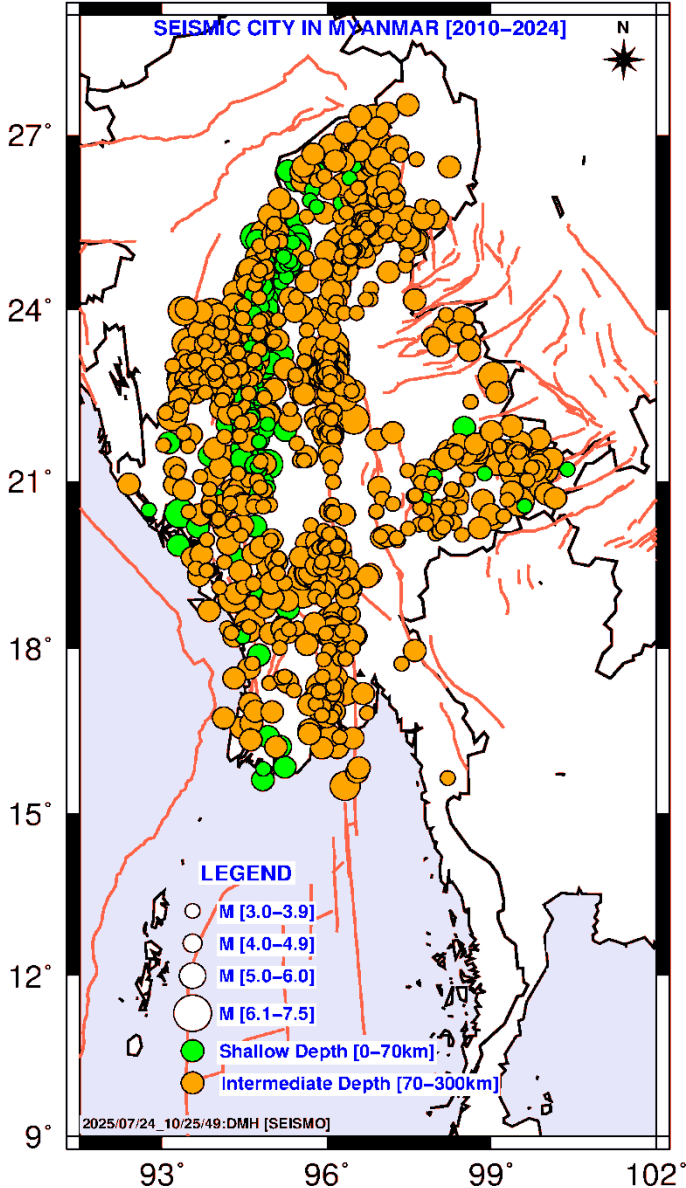 SEISMIC CITY IN MYANMAR [2010–2024]
N
27°
24°
21°
18°
15°
12°
9°
LEGEND
M [3.0–3.9]
M [4.0–4.9]
M [5.0–6.0]
M [6.1–7.5]
Shallow Depth [0–70km]
Intermediate Depth [70–300km]
2025/07/24_10/25/49:DMH [SEISMO]
93° 96° 99° 102°